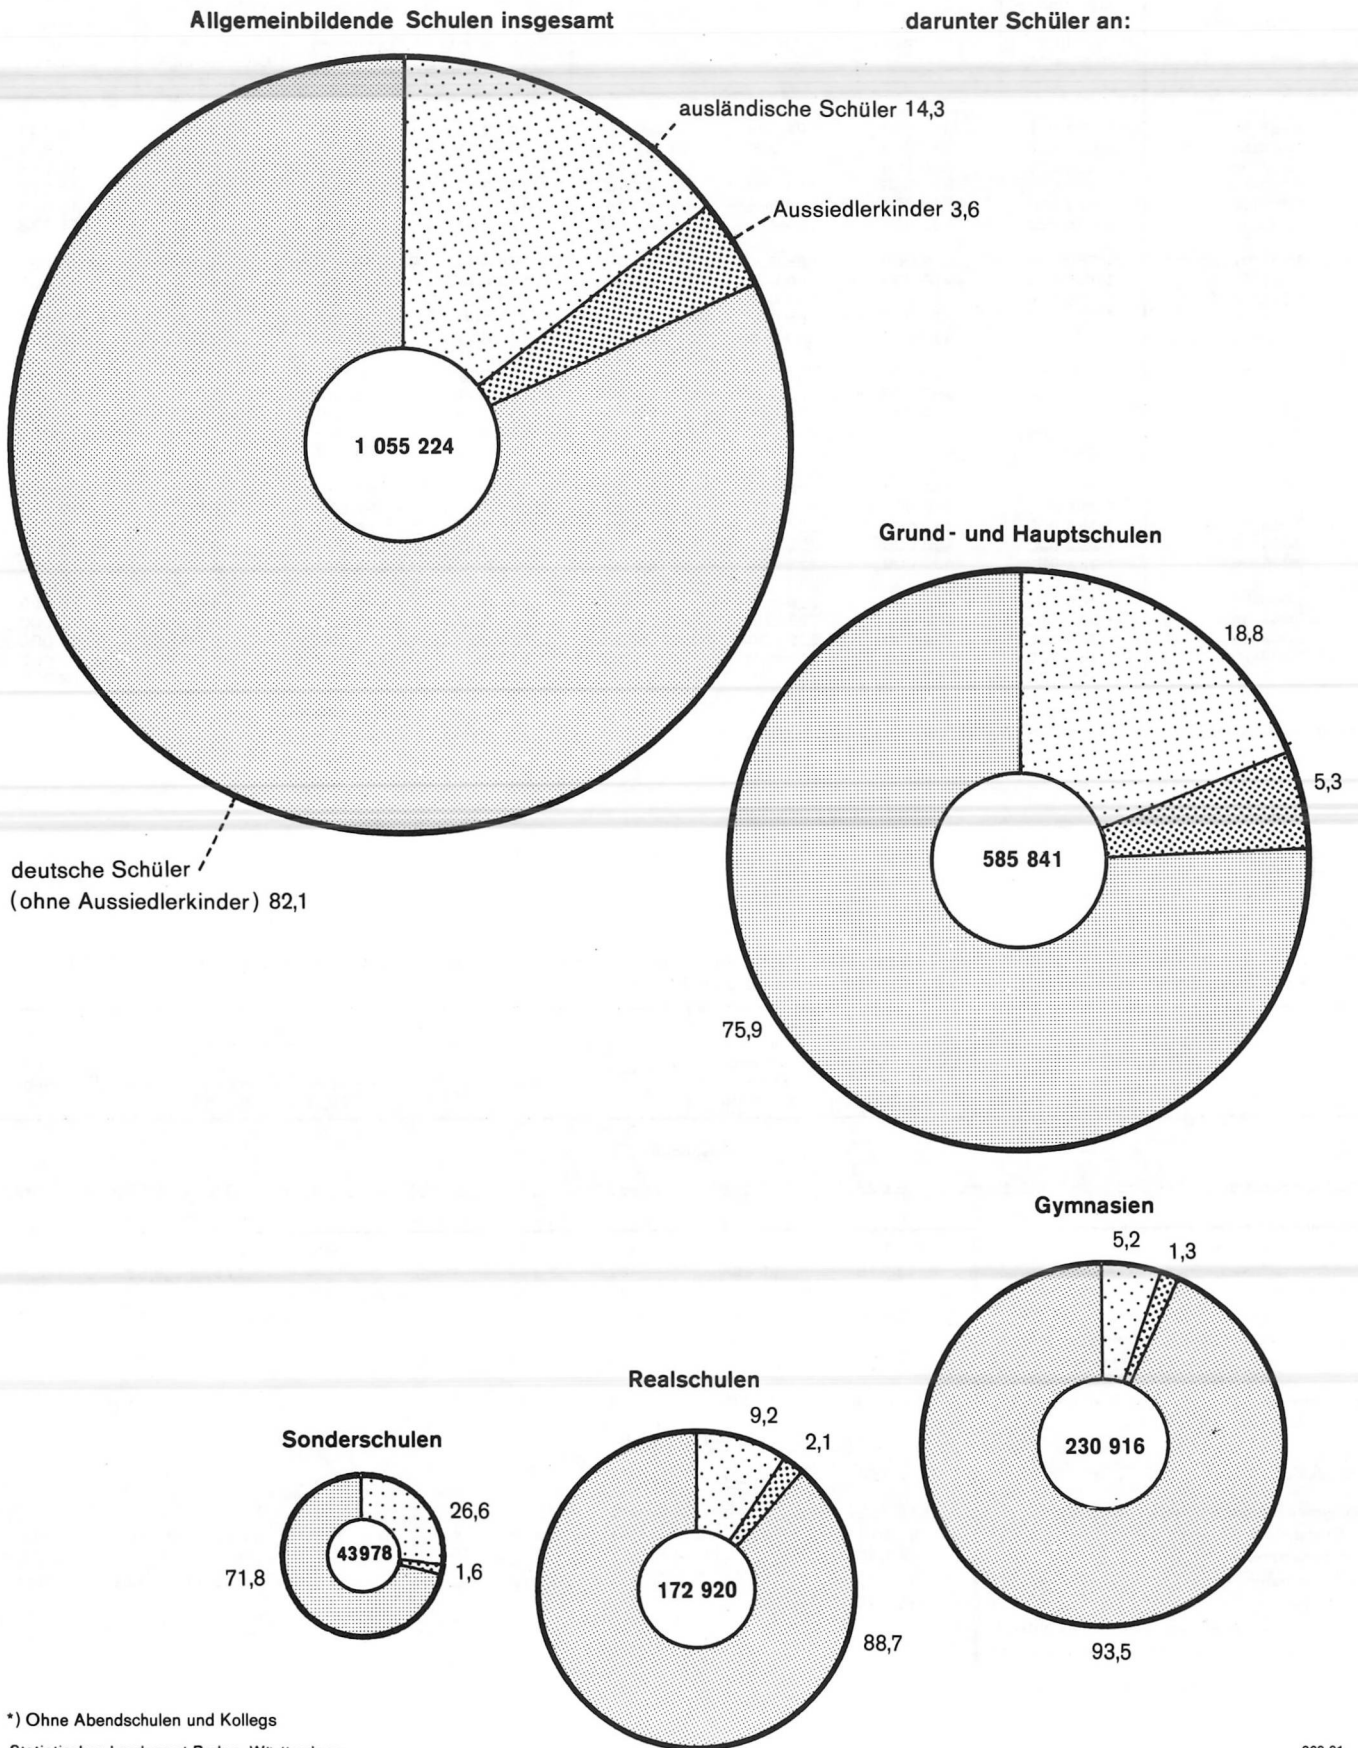 Allgemeinbildende Schulen insgesamt
darunter Schüler an:
ausländische Schüler 14,3
Aussiedlerkinder 3,6
1 055 224
deutsche Schüler
(ohne Aussiedlerkinder) 82,1
Grund- und Hauptschulen
18,8
5,3
585 841
75,9
Gymnasien
5,2
1,3
230 916
93,5
Realschulen
9,2
2,1
172 920
88,7
Sonderschulen
26,6
43978
1,6
71,8
*) Ohne Abendschulen und Kollegs